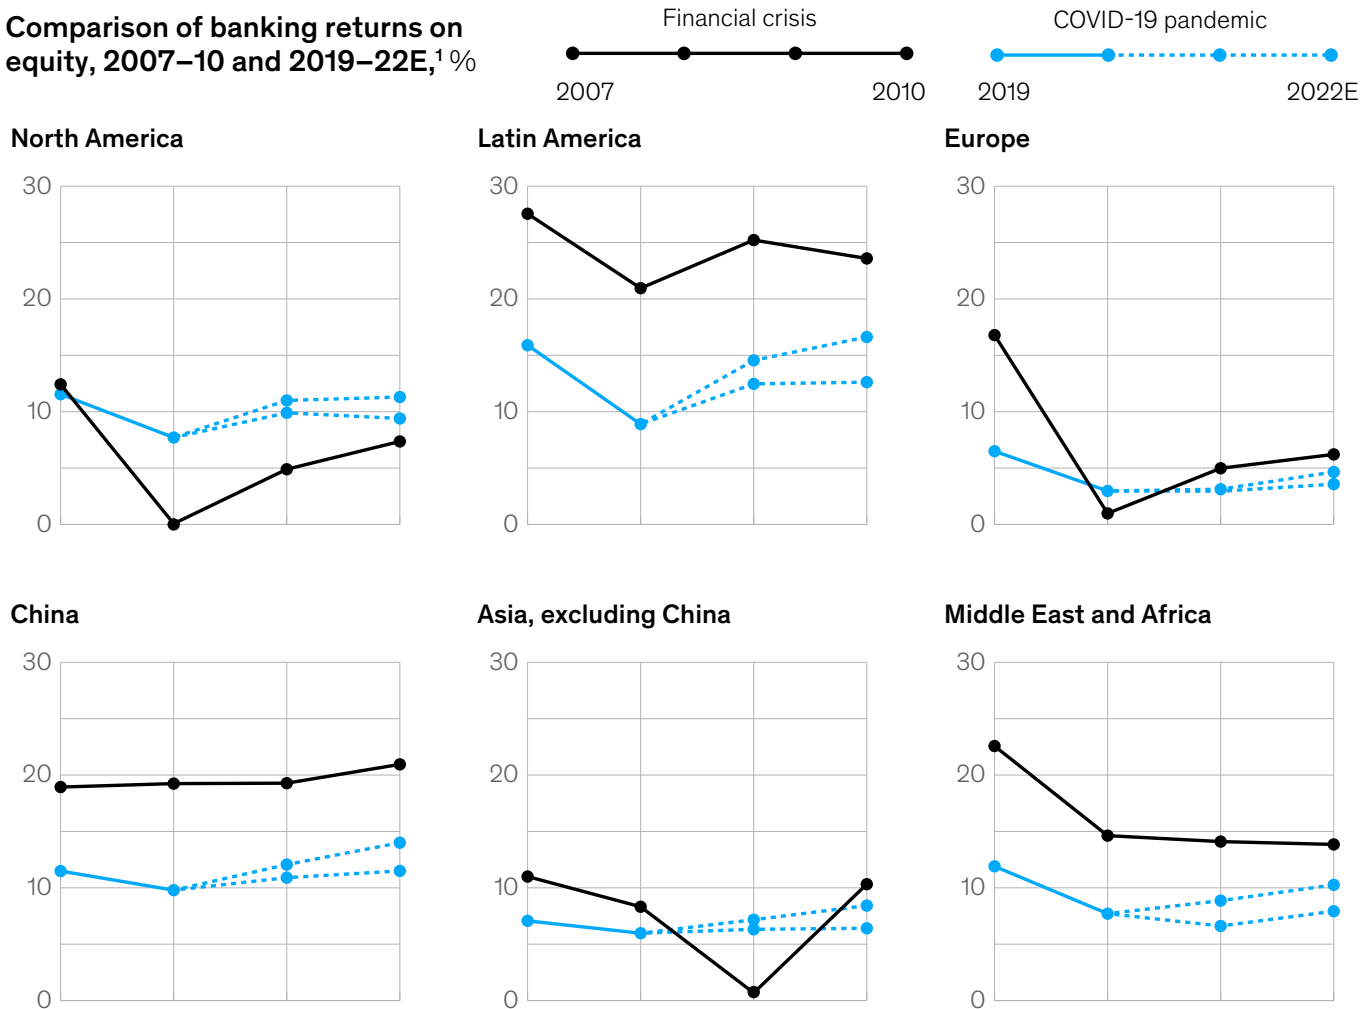 Comparison of banking returns on
equity, 2007–10 and 2019–22E,¹ %
Financial crisis
2007 2010
COVID-19 pandemic
2019 2022E
North America
30
20
10
0
Latin America
30
20
10
0
Europe
30
20
10
0
China
30
20
10
0
Asia, excluding China
30
20
10
0
Middle East and Africa
30
20
10
0